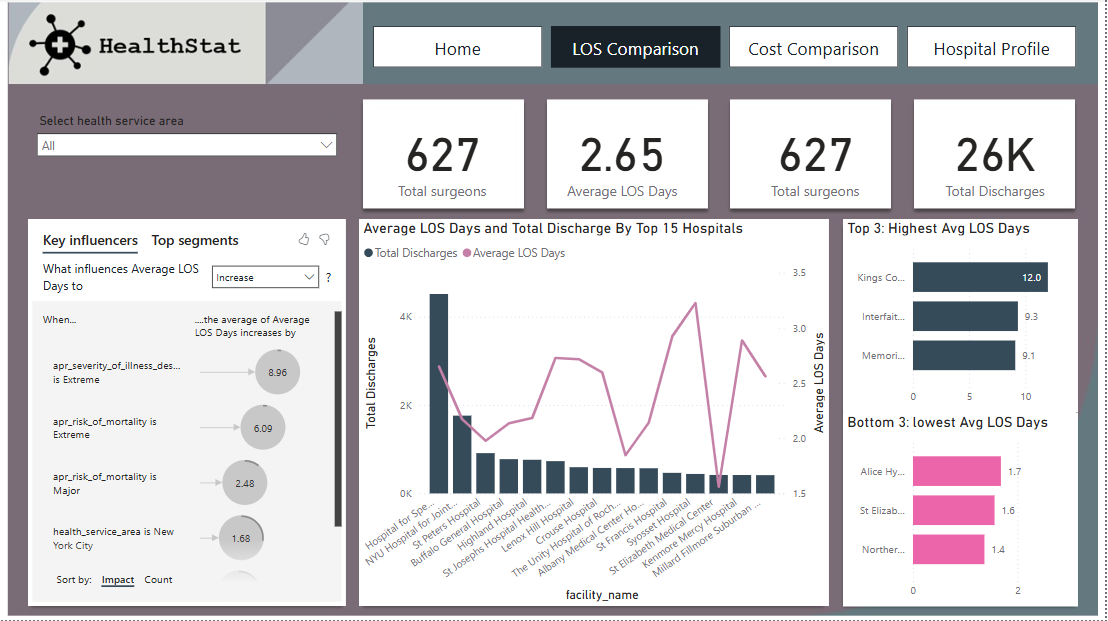 HealthStat
Home
LOS Comparison
Cost Comparison
Hospital Profile
Select health service area
All
627
Total surgeons
2.65
Average LOS Days
627
Total surgeons
26K
Total Discharges
Key influencers
Top segments
What influences Average LOS
Days to
Increase
?
When...
....the average of Average
LOS Days increases by
apr_severity_of_illness_des...
is Extreme
8.96
apr_risk_of_mortality is
Extreme
6.09
apr_risk_of_mortality is
Major
2.48
health_service_area is New
York City
1.68
Sort by:
Impact
Count
Average LOS Days and Total Discharge By Top 15 Hospitals
Total Discharges
Average LOS Days
Total Discharges
4K
2K
0K
3.5
3.0
2.5
2.0
1.5
Average LOS Days
Hospital for Spe...
NYU Hospital for Joint...
St Peters Hospital
Buffalo General Hospital
Highland Hospital
St Josephs Hospital Health...
Lenox Hill Hospital
Crouse Hospital
The Unity Hospital of Roch...
Albany Medical Center Ho...
St Francis Hospital
Syosset Hospital
St Elizabeth Medical Center
Kenmore Mercy Hospital
Millard Fillmore Suburban ...
facility_name
Top 3: Highest Avg LOS Days
Kings Co...
12.0
Interfait...
9.3
Memori...
9.1
0
5
10
Bottom 3: lowest Avg LOS Days
Alice Hy...
1.7
St Elizab...
1.6
Norther...
1.4
0
2